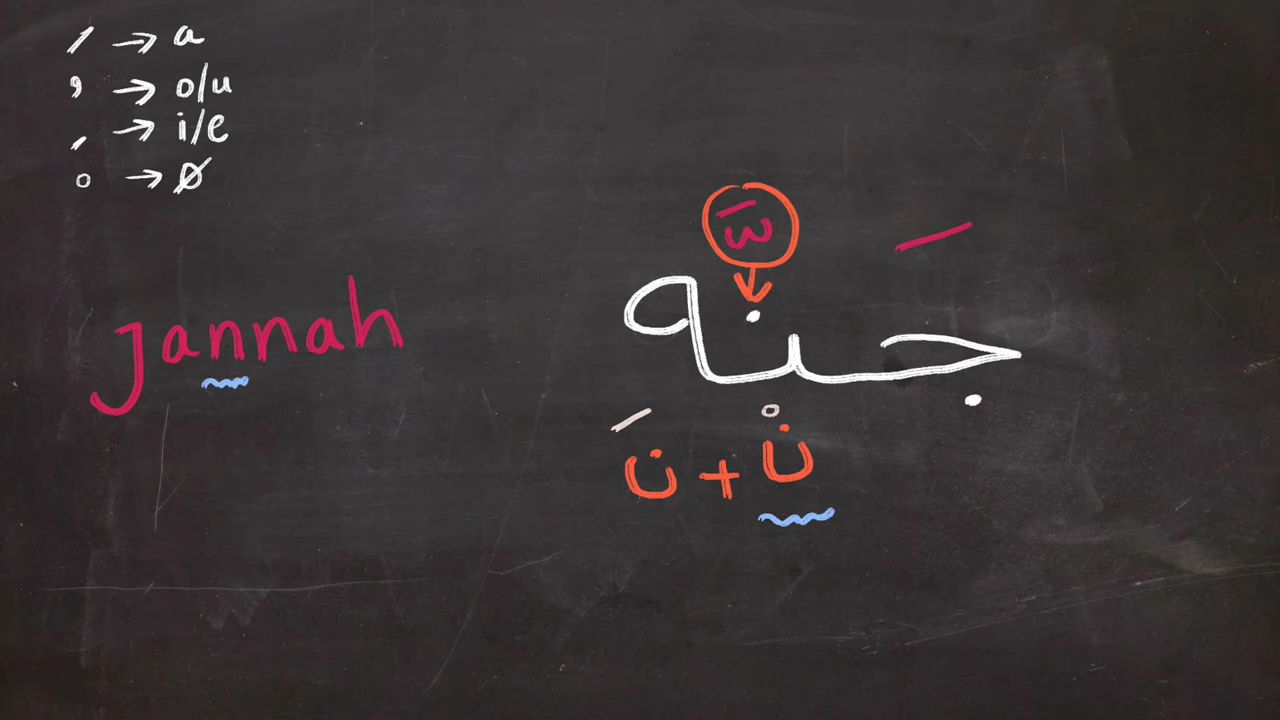 َ → a
ُ → o/u
ِ → i/e
ْ → ∅
jannah
جَنَّه
نْ + نَ